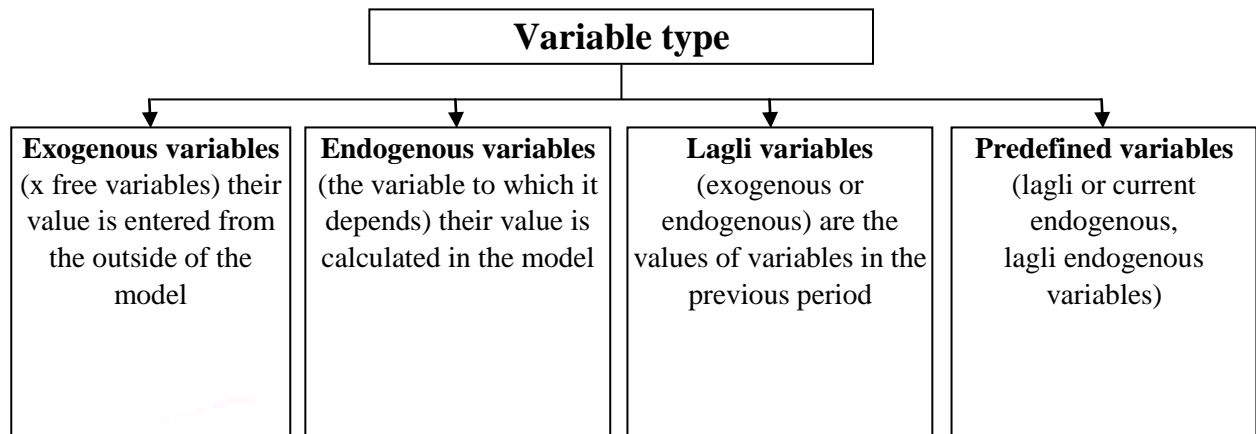 Variable type
Exogenous variables
(x free variables) their
value is entered from
the outside of the
model
Endogenous variables
(the variable to which it
depends) their value is
calculated in the model
Lagli variables
(exogenous or
endogenous) are the
values of variables in the
previous period
Predefined variables
(lagli or current
endogenous,
lagli endogenous
variables)